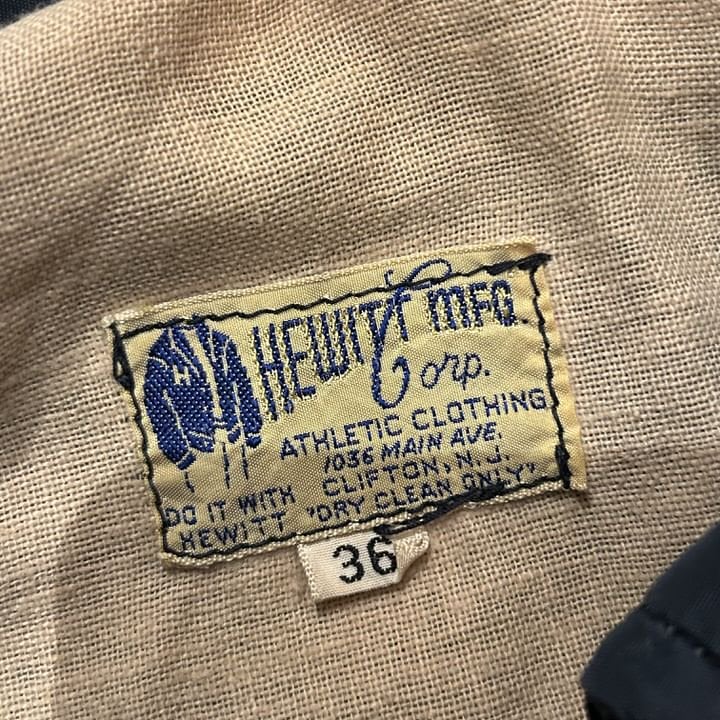 HEWITT MFG.
Corp.
ATHLETIC CLOTHING
1036 MAIN AVE.
CLIFTON, N.J.
"DRY CLEAN ONLY"
DO IT WITH
HEWITT
36